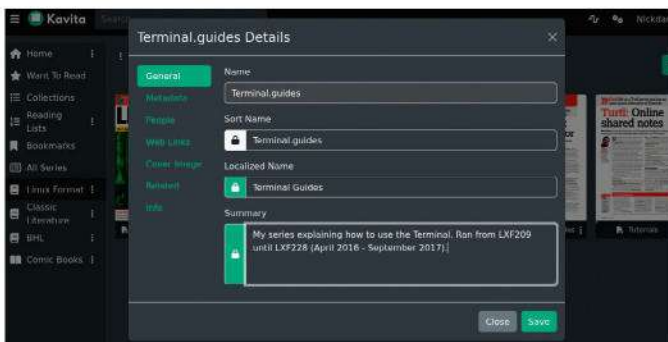 Kavita
Nickda
Home
Want To Read
Collections
Reading
Lists
Bookmarks
All Series
Linux Format
Classic
Literature
BHL
Comic Books
Terminal.guides Details
General
Metadata
People
Web Links
Cover Image
Related
Info
Name
Terminal.guides
Sort Name
Terminal.guides
Localized Name
Terminal Guides
Summary
My series explaining how to use the Terminal. Ran from LXF209
until LXF228 (April 2016 - September 2017).
Close
Save
Turtl: Online
shared notes
Tutorials